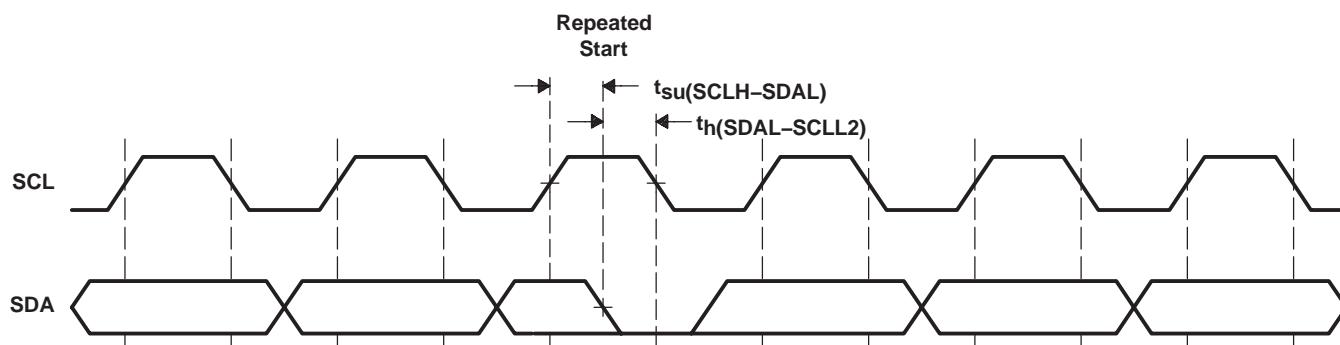 Repeated
Start
tsu(SCLH–SDAL)
th(SDAL–SCLL2)
SCL
SDA